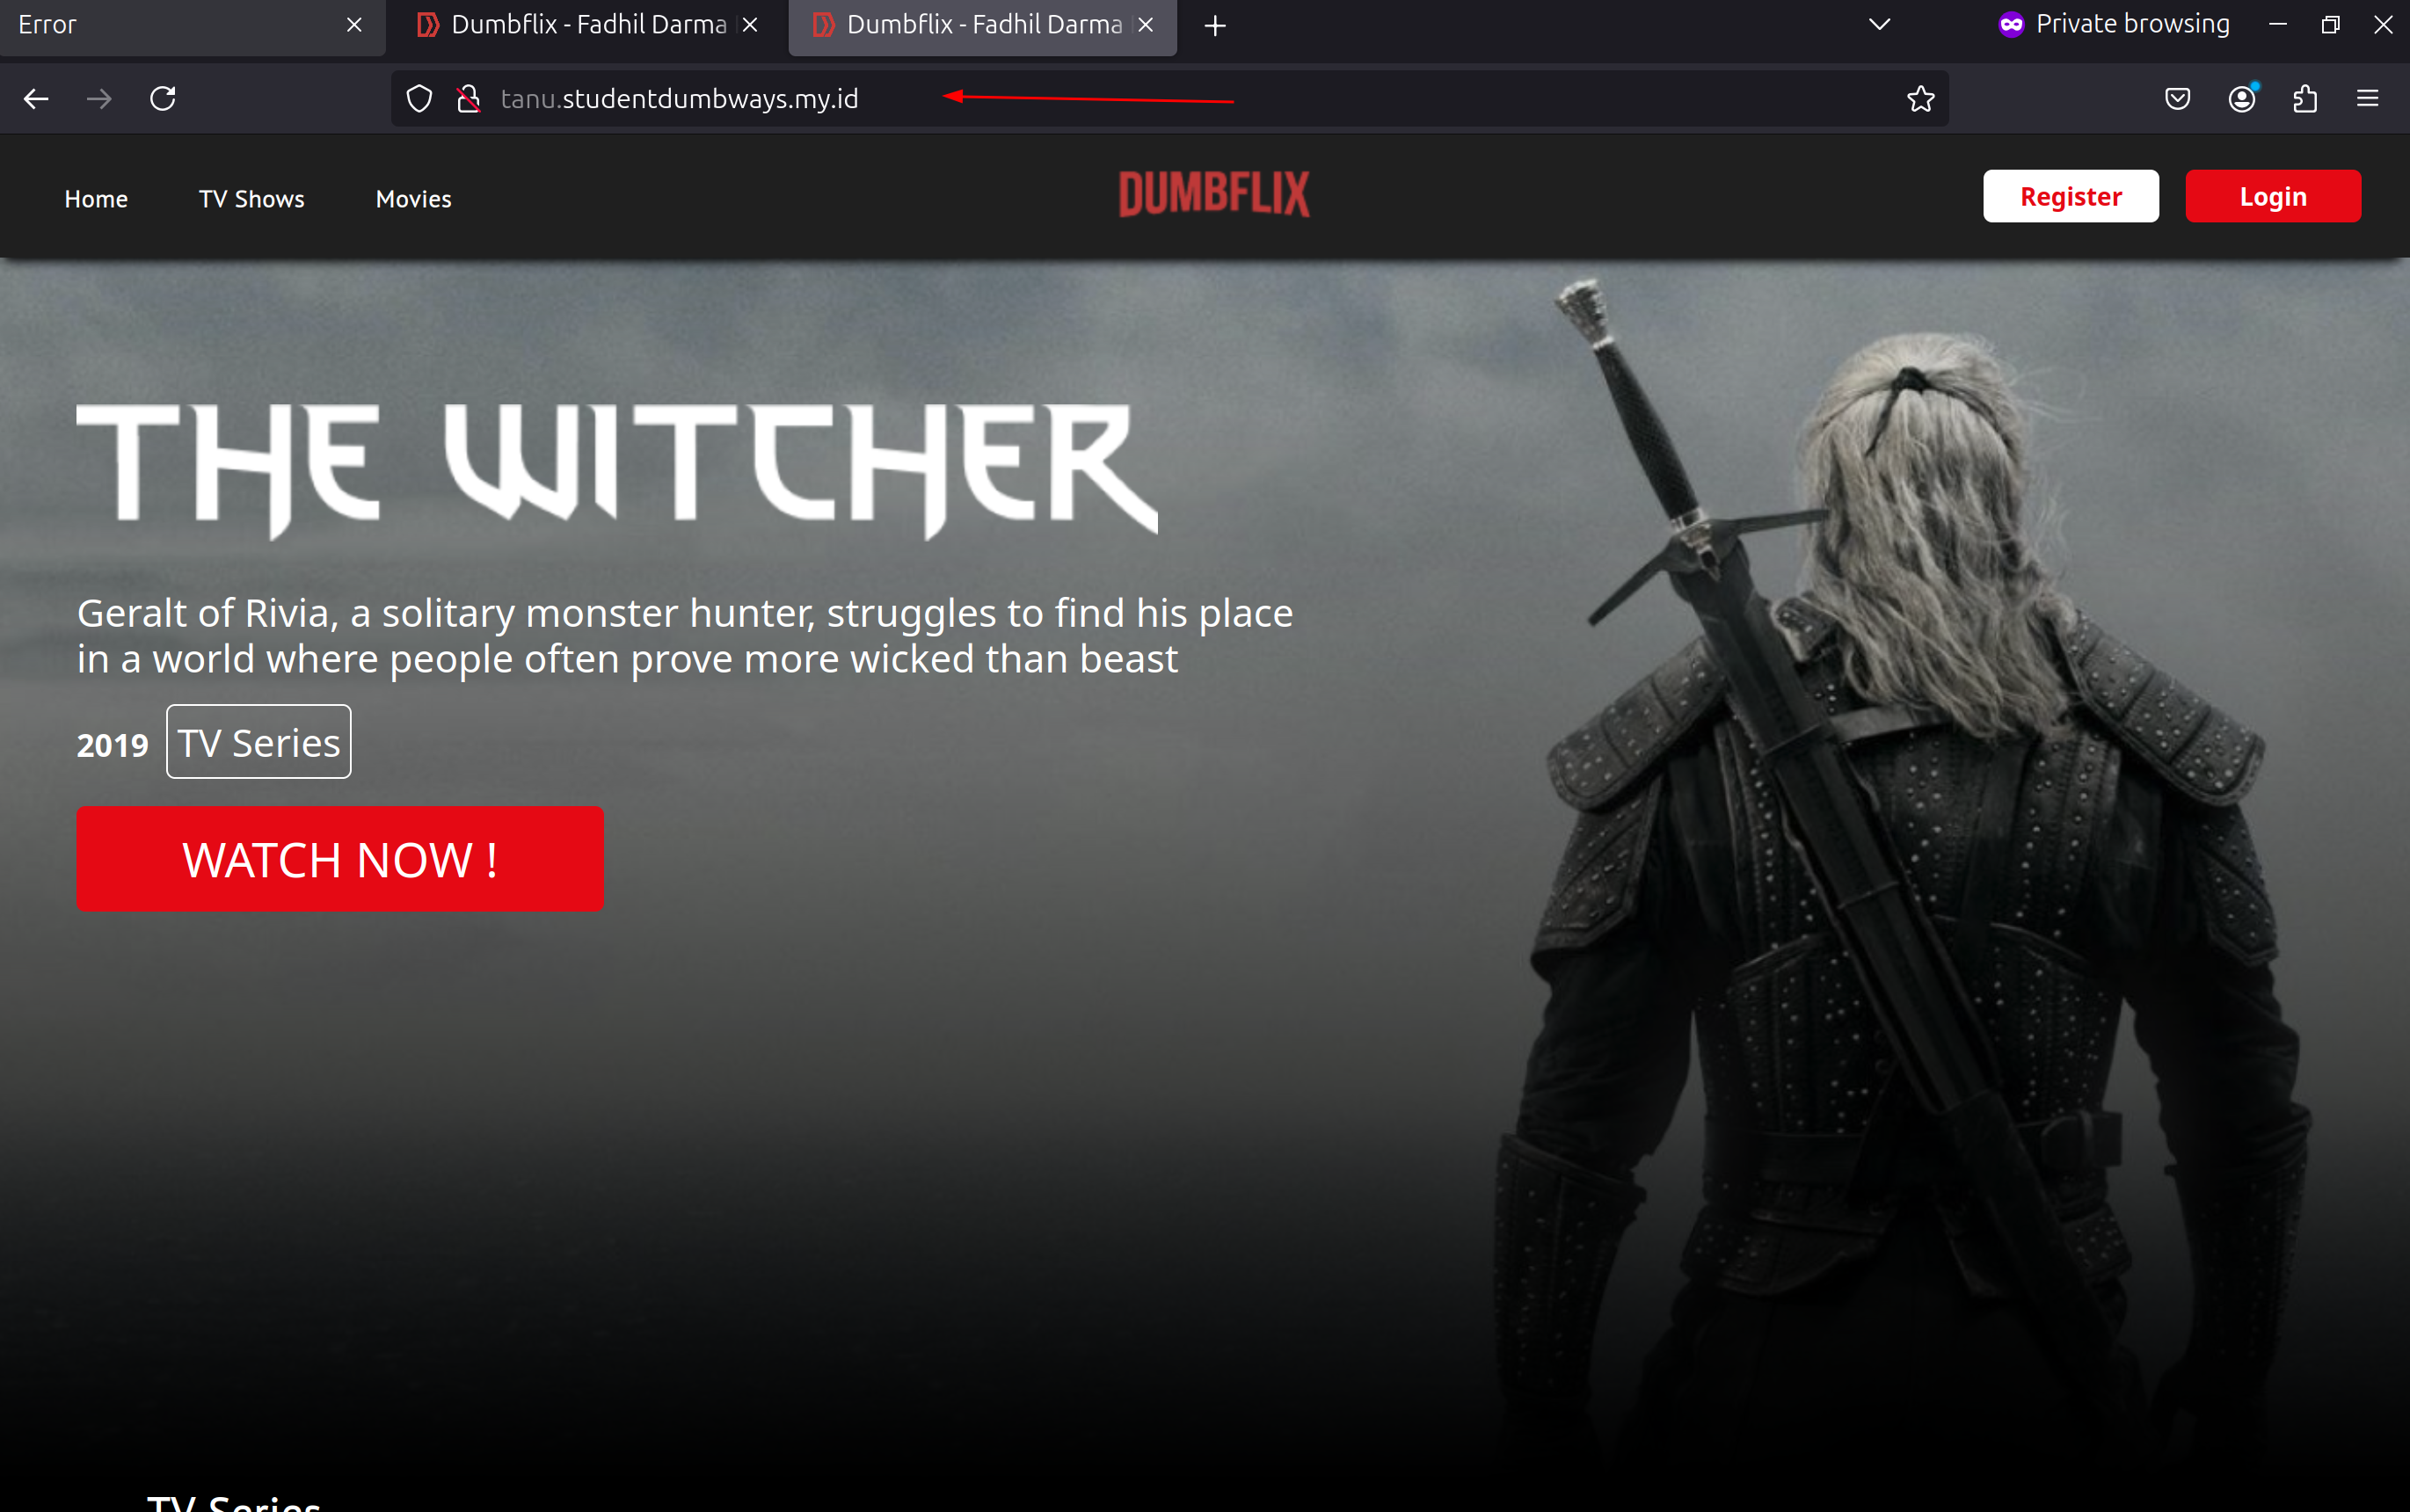 Error
Dumbflix - Fadhil Darma
Dumbflix - Fadhil Darma
Private browsing
tanu.studentdumbways.my.id
Home
TV Shows
Movies
DUMBFLIX
Register
Login
THE WITCHER
Geralt of Rivia, a solitary monster hunter, struggles to find his place
in a world where people often prove more wicked than beast
2019
TV Series
WATCH NOW !
TV Series